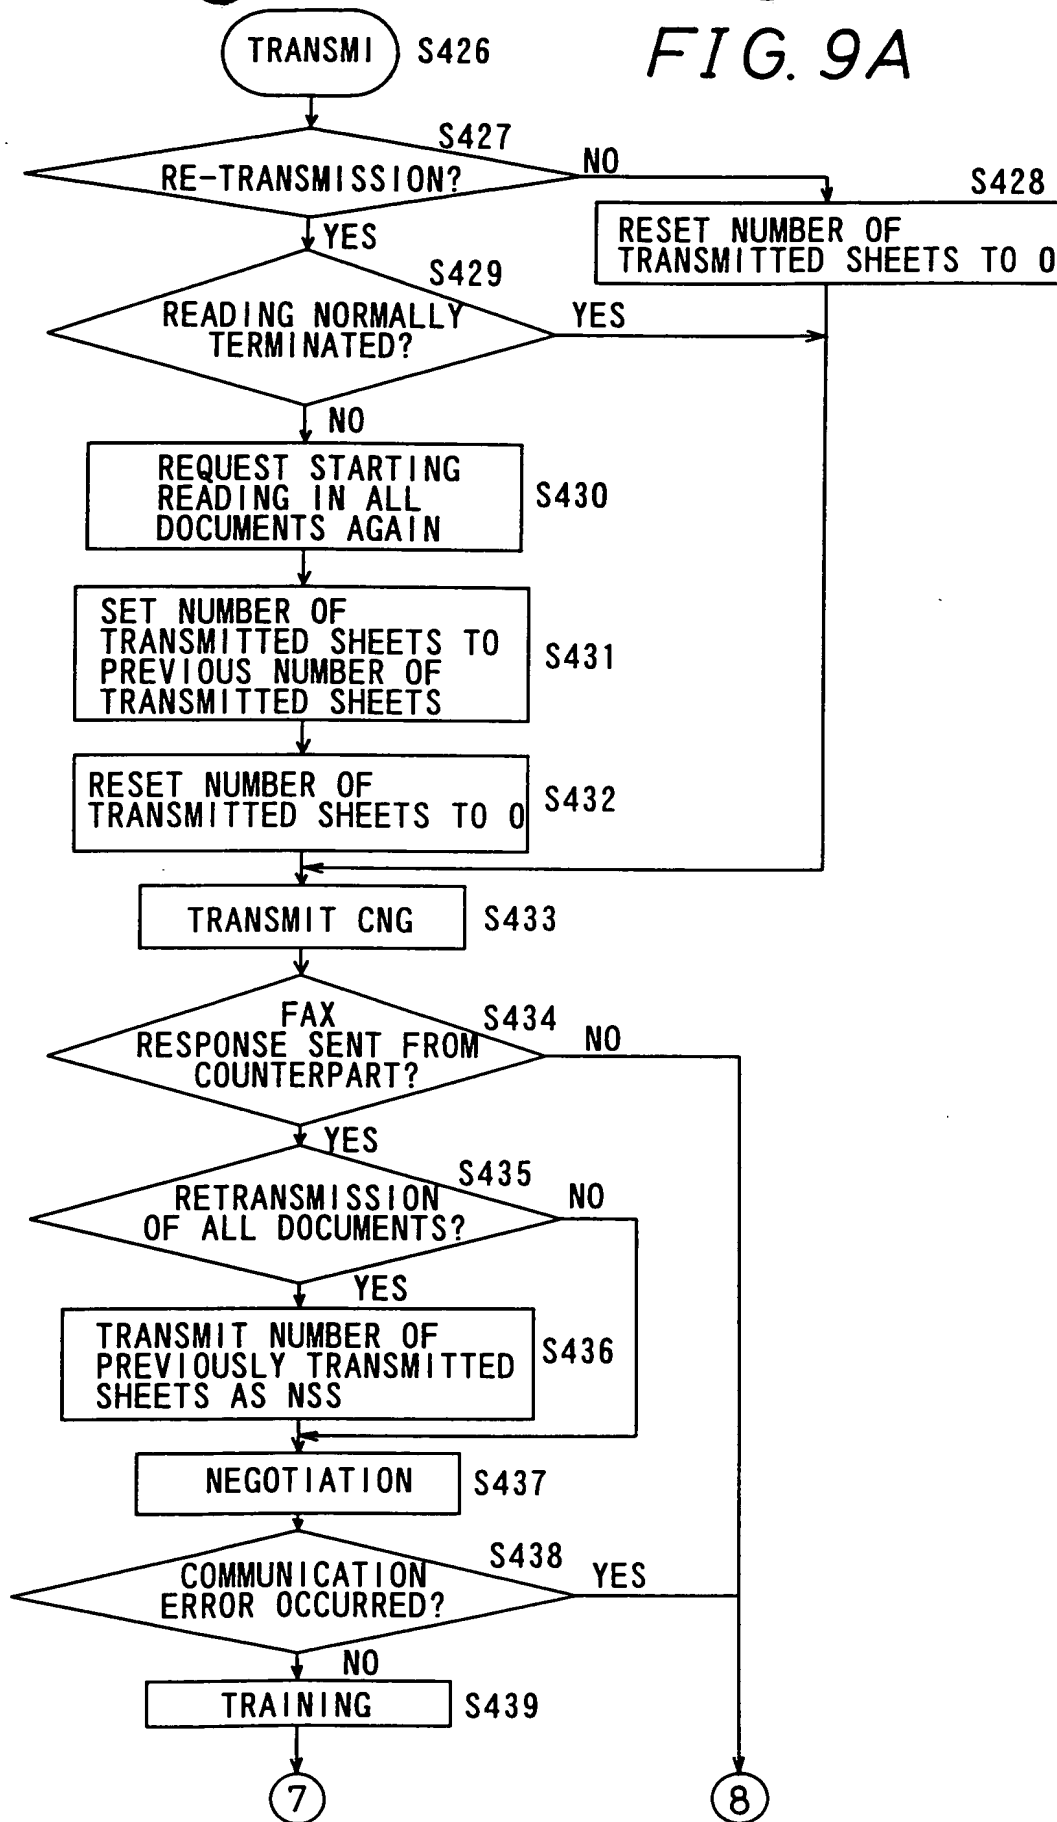 FIG. 9A
TRANSMI
S426
S427
RE-TRANSMISSION?
NO
S428
RESET NUMBER OF
TRANSMITTED SHEETS TO 0
YES
S429
READING NORMALLY
TERMINATED?
YES
NO
REQUEST STARTING
READING IN ALL
DOCUMENTS AGAIN
S430
SET NUMBER OF
TRANSMITTED SHEETS TO
PREVIOUS NUMBER OF
TRANSMITTED SHEETS
S431
RESET NUMBER OF
TRANSMITTED SHEETS TO 0
S432
TRANSMIT CNG
S433
FAX
RESPONSE SENT FROM
COUNTERPART?
S434
NO
YES
S435
RETRANSMISSION
OF ALL DOCUMENTS?
NO
YES
TRANSMIT NUMBER OF
PREVIOUSLY TRANSMITTED
SHEETS AS NSS
S436
NEGOTIATION
S437
S438
COMMUNICATION
ERROR OCCURRED?
YES
NO
TRAINING
S439
7
8